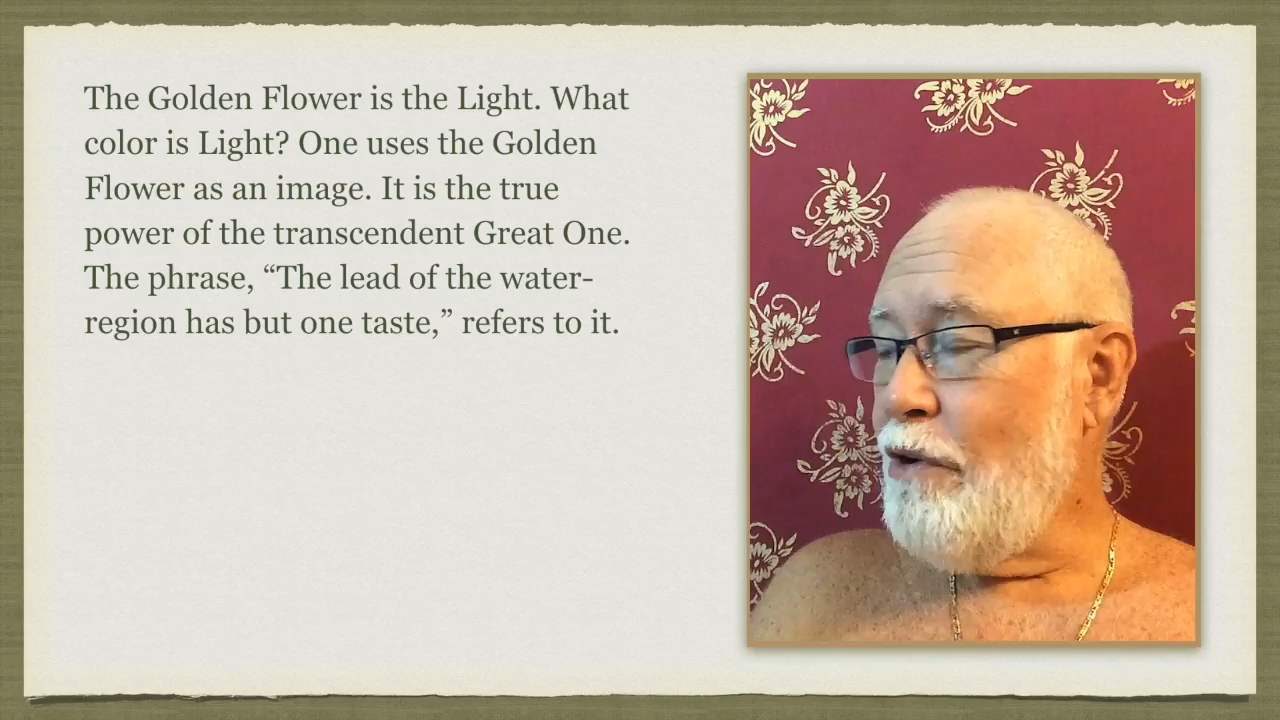 The Golden Flower is the Light. What
color is Light? One uses the Golden
Flower as an image. It is the true
power of the transcendent Great One.
The phrase, “The lead of the water-
region has but one taste,” refers to it.